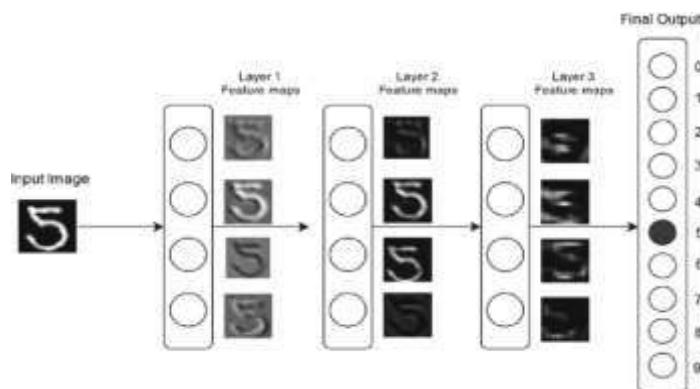 Final Output
Layer 1
Feature maps
Layer 2
Feature maps
Layer 3
Feature maps
Input Image
5
0
1
2
3
4
5
6
7
8
9